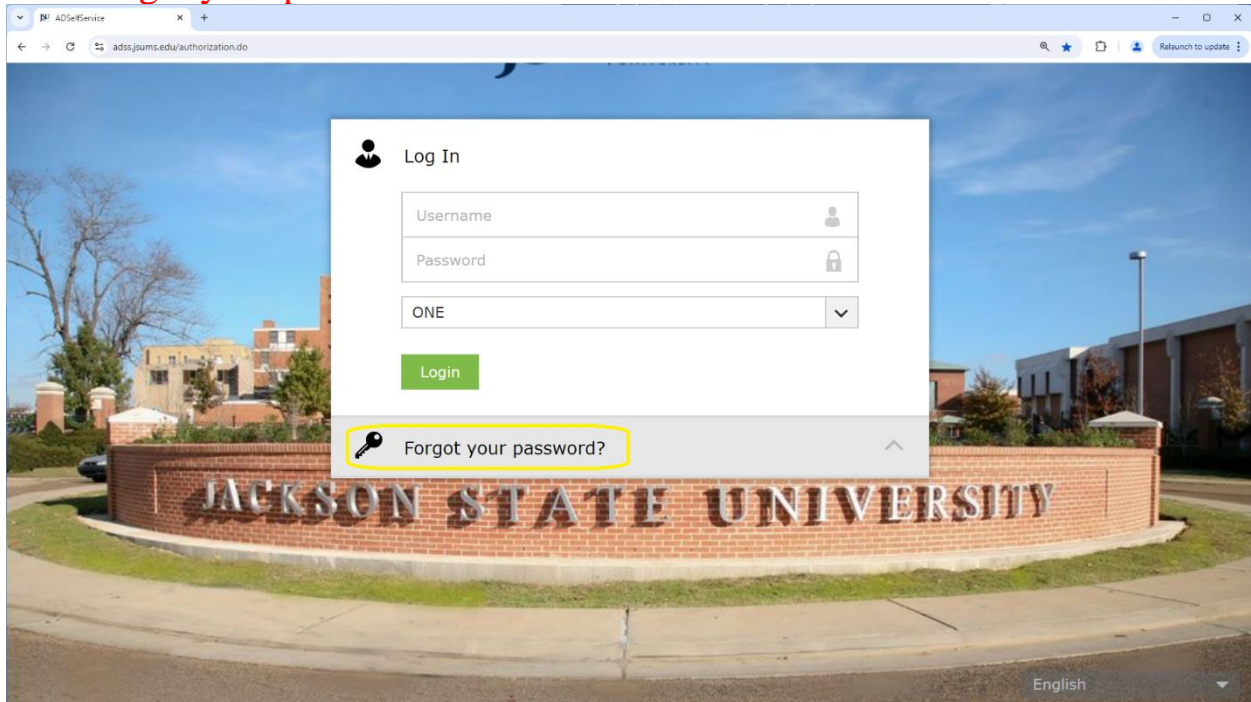 ADSelfService
adss.jsums.edu/authorization.do
Relaunch to update
Log In
Username
Password
ONE
Login
Forgot your password?
JACKSON STATE UNIVERSITY
English